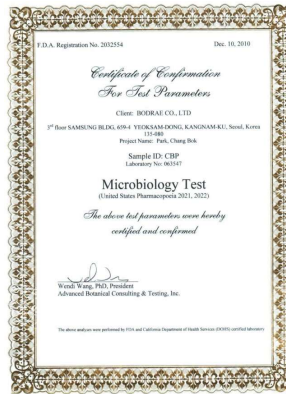 F.D.A. Registration No. 2032554
Dec. 10, 2010
Certificate of Confirmation
For Test Parameters
Client: BODRAE CO., LTD
3rd floor SAMSUNG BLDG, 659-4 YEOKSAM-DONG, KANGNAM-KU, Seoul, Korea
135-080
Project Name: Park, Chang Bok
Sample ID: CBP
Laboratory No: 063547
Microbiology Test
(United States Pharmacopoeia 2021, 2022)
The above test parameters were hereby
certified and confirmed
Wendi Wang, PhD, President
Advanced Botanical Consulting & Testing, Inc.
The above analyses were performed by FDA and California Department of Health Services (DOHS) certified laboratory